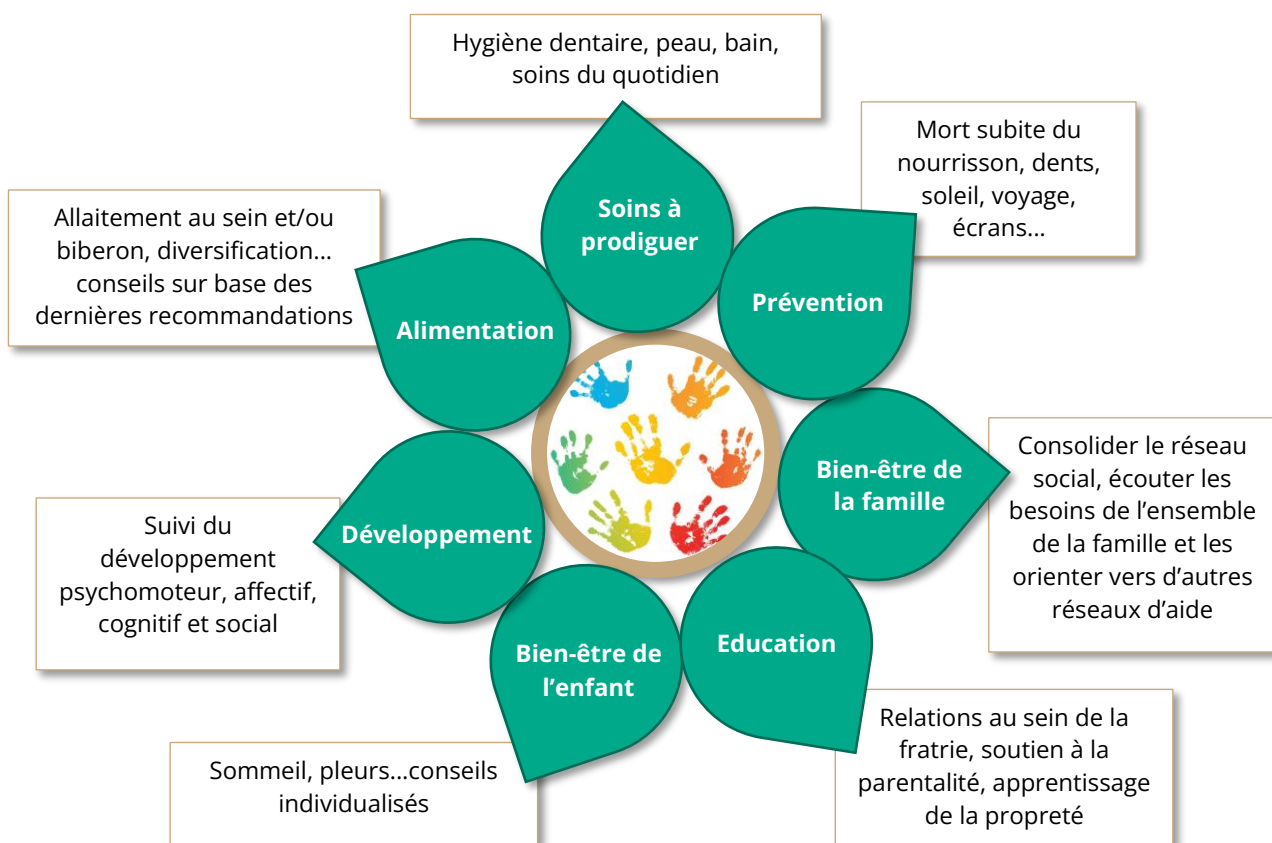 Hygiène dentaire, peau, bain,
soins du quotidien
Soins à
prodiguer
Mort subite du
nourrisson, dents,
soleil, voyage,
écrans...
Prévention
Consolider le réseau
social, écouter les
besoins de l’ensemble
de la famille et les
orienter vers d’autres
réseaux d’aide
Bien-être de
la famille
Relations au sein de la
fratrie, soutien à la
parentalité, apprentissage
de la propreté
Education
Sommeil, pleurs...conseils
individualisés
Bien-être de
l’enfant
Suivi du
développement
psychomoteur, affectif,
cognitif et social
Développement
Allaitement au sein et/ou
biberon, diversification...
conseils sur base des
dernières recommandations
Alimentation